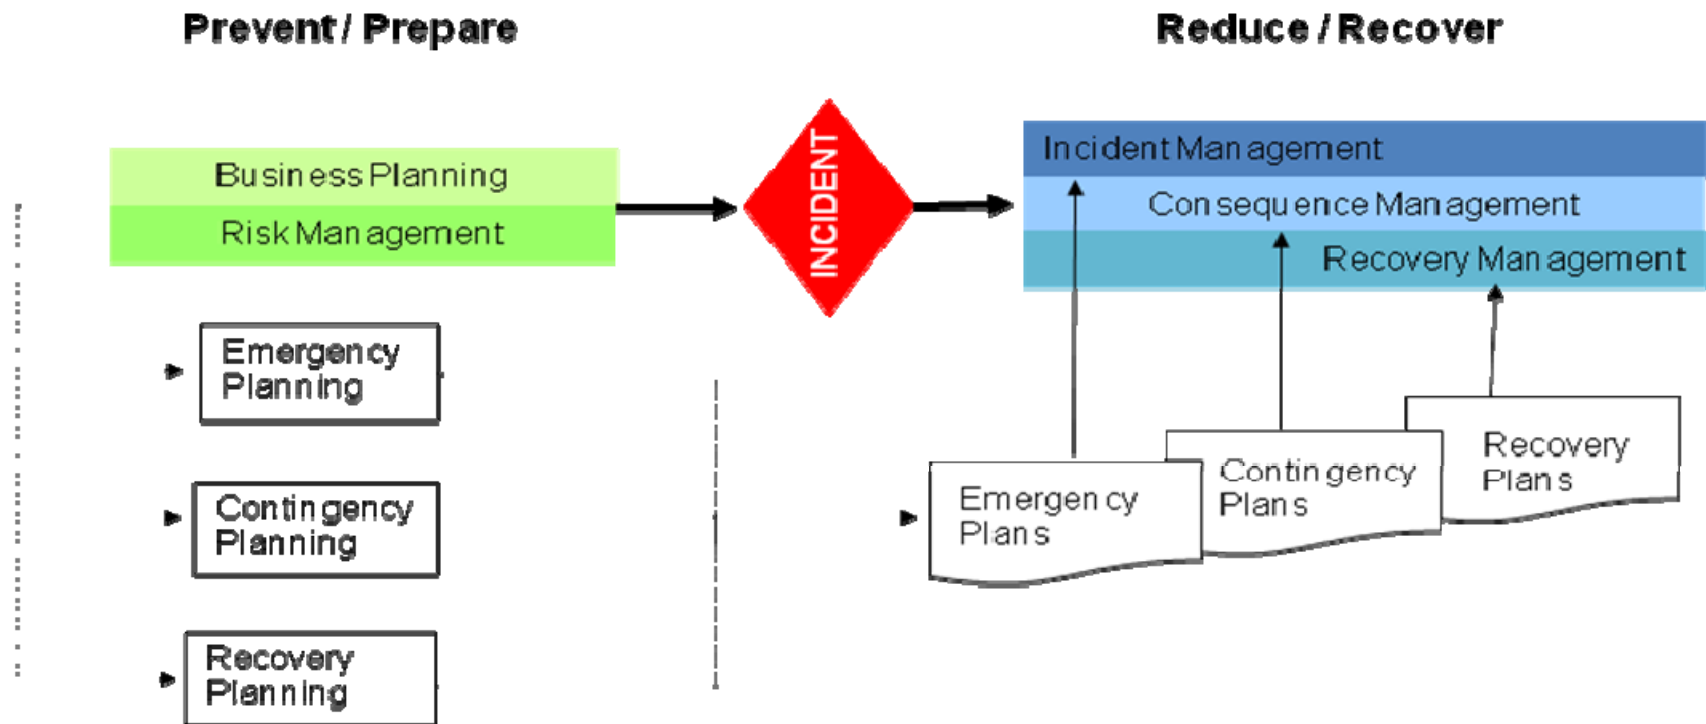 Prevent / Prepare
Reduce / Recover
Business Planning
Risk Management
INCIDENT
Incident Management
Consequence Management
Recovery Management
Emergency
Planning
Contingency
Planning
Recovery
Planning
Emergency
Plans
Contingency
Plans
Recovery
Plans